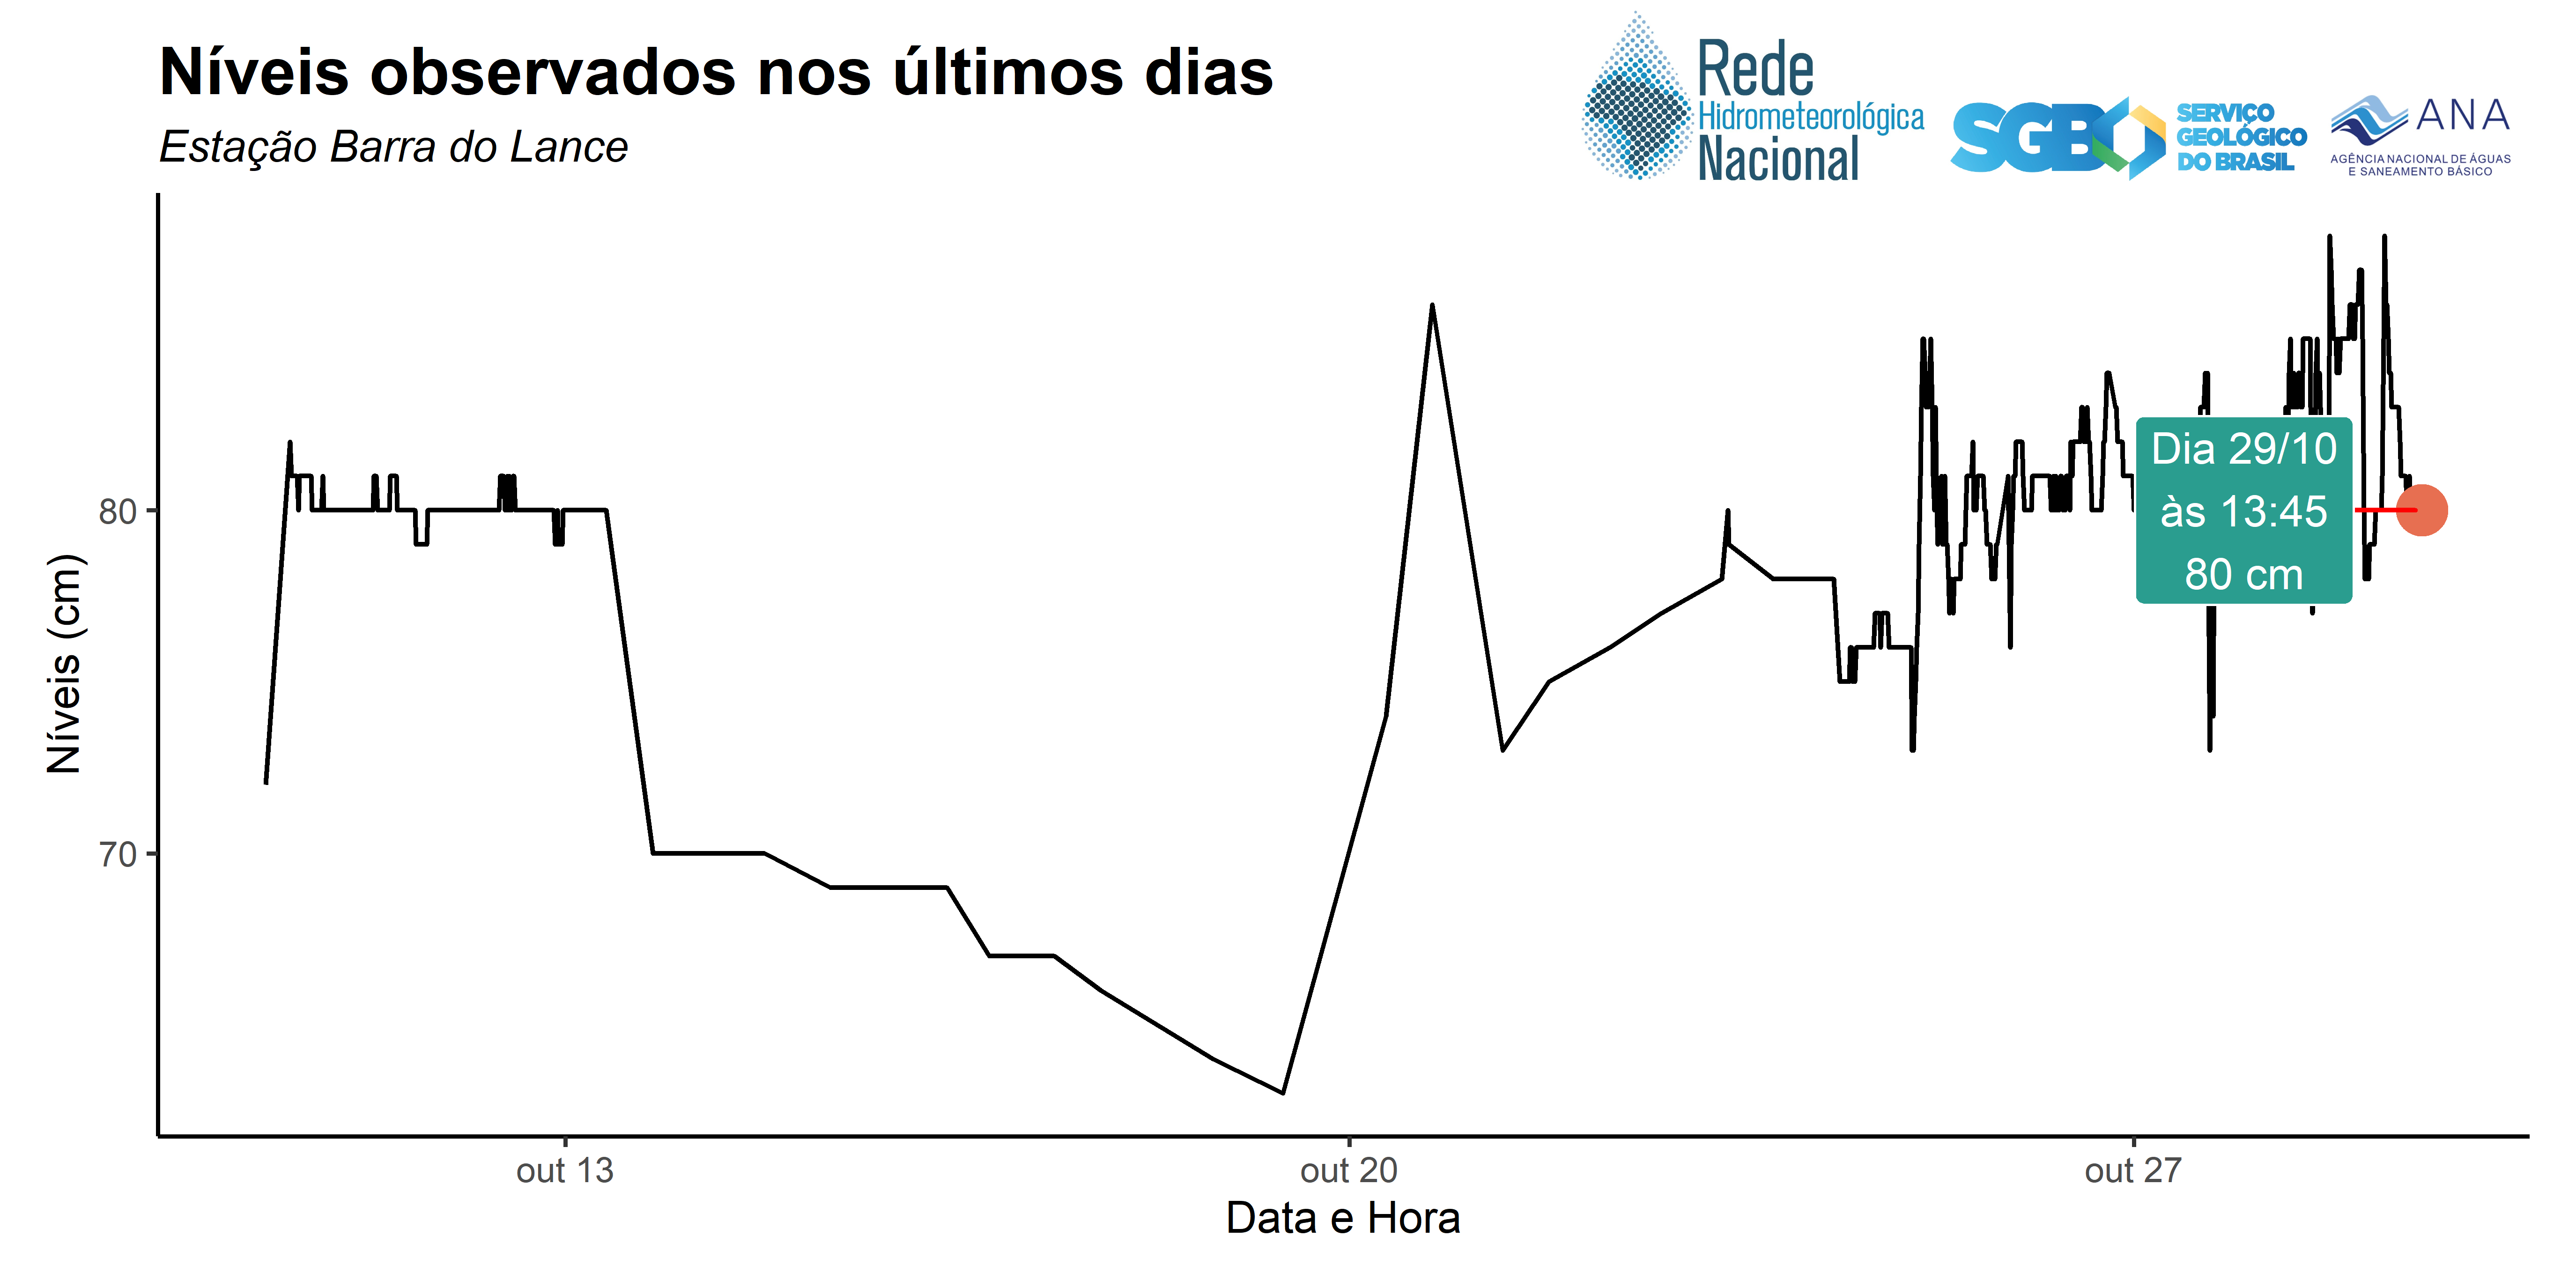 Níveis observados nos últimos dias
Estação Barra do Lance
Rede
Hidrometeorológica
Nacional
SGB
SERVIÇO
GEOLÓGICO
DO BRASIL
ANA
AGÊNCIA NACIONAL DE ÁGUAS
E SANEAMENTO BÁSICO
Níveis (cm)
80
70
Dia 29/10
às 13:45
80 cm
out 13
out 20
out 27
Data e Hora